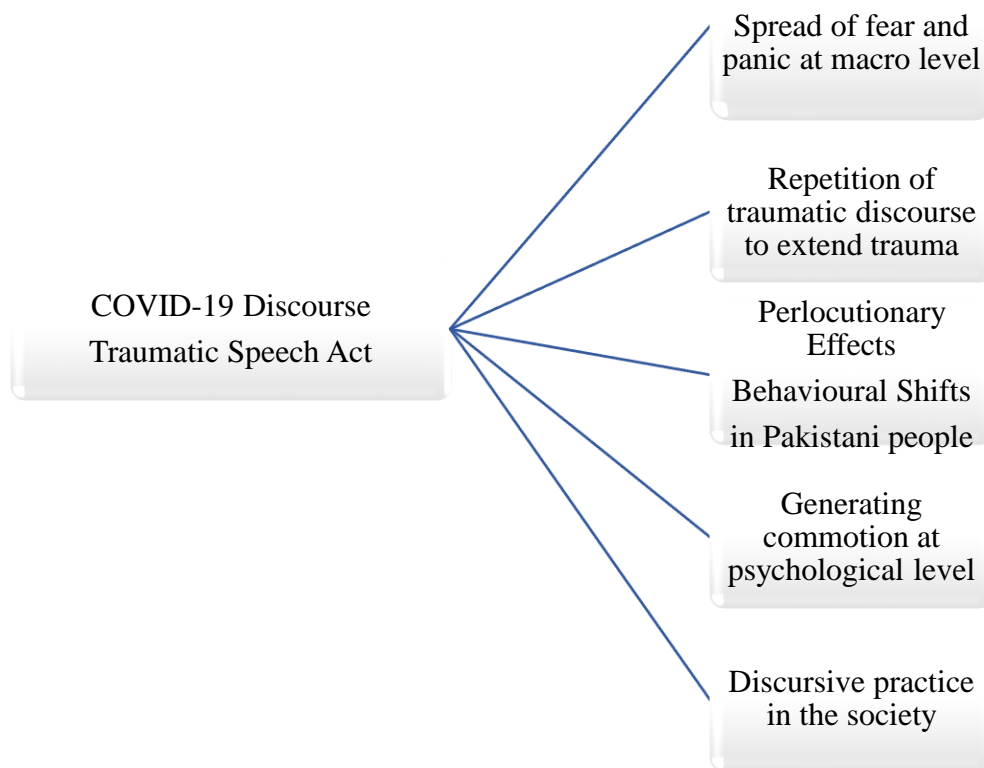 COVID-19 Discourse
Traumatic Speech Act
Spread of fear and
panic at macro level
Repetition of
traumatic discourse
to extend trauma
Perlocutionary
Effects
Behavioural Shifts
in Pakistani people
Generating
commotion at
psychological level
Discursive practice
in the society